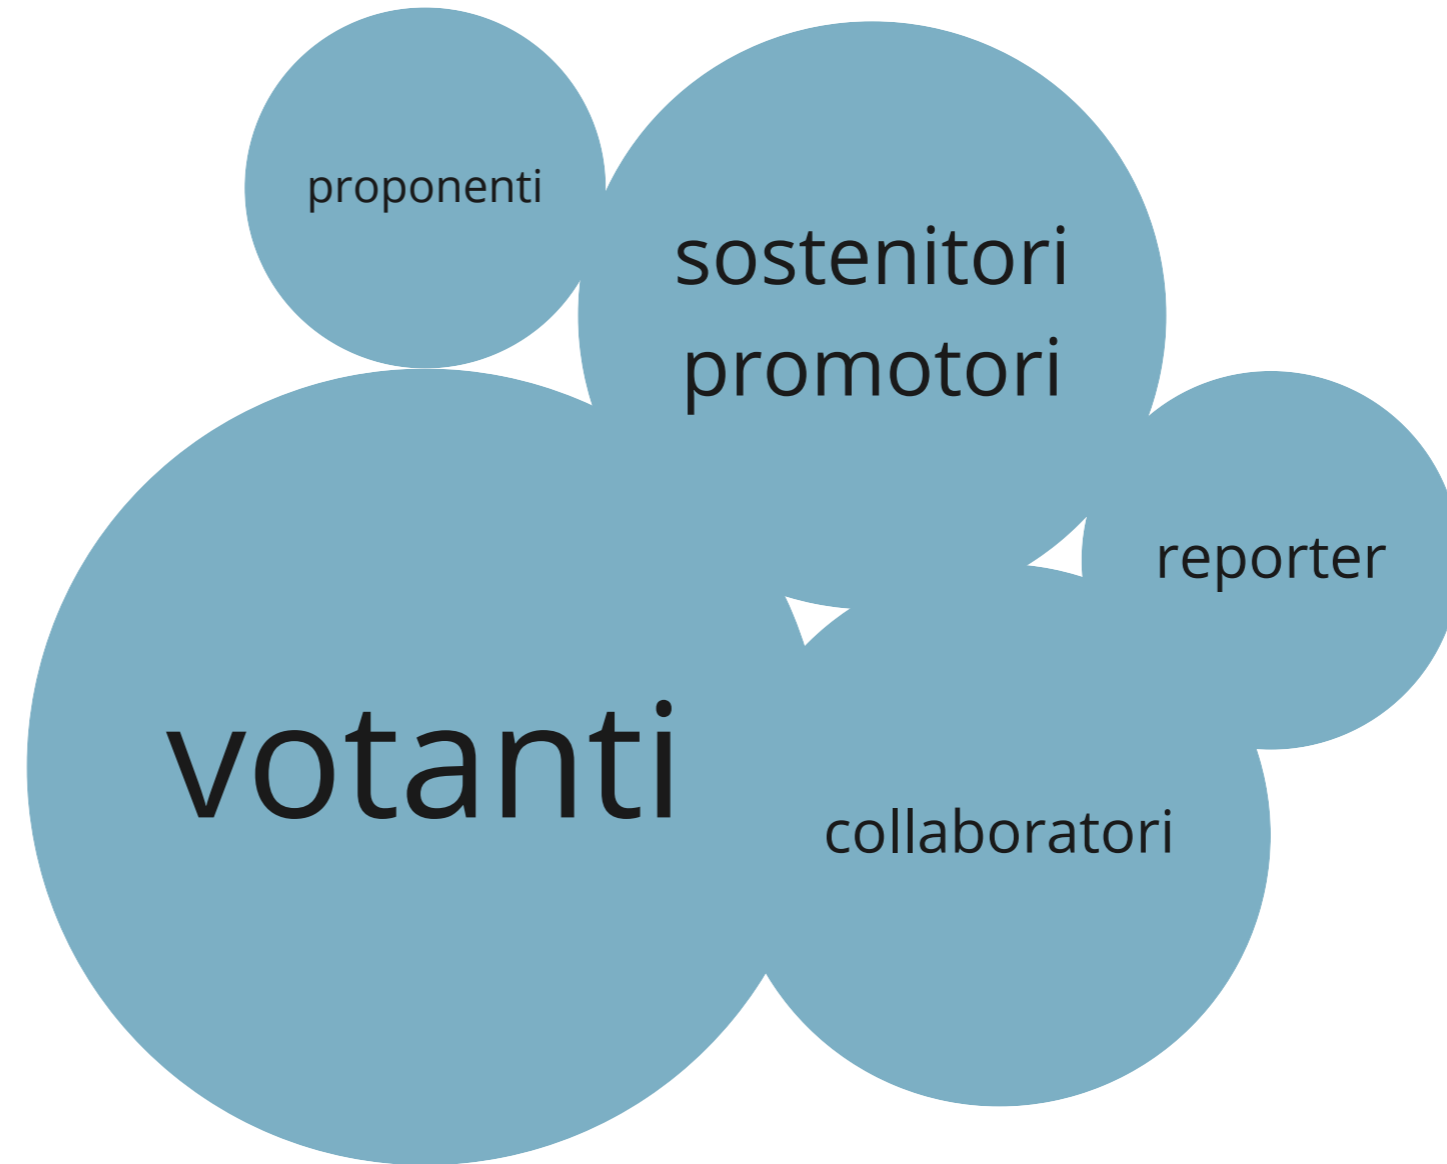 proponenti
sostenitori
promotori
reporter
votanti
collaboratori